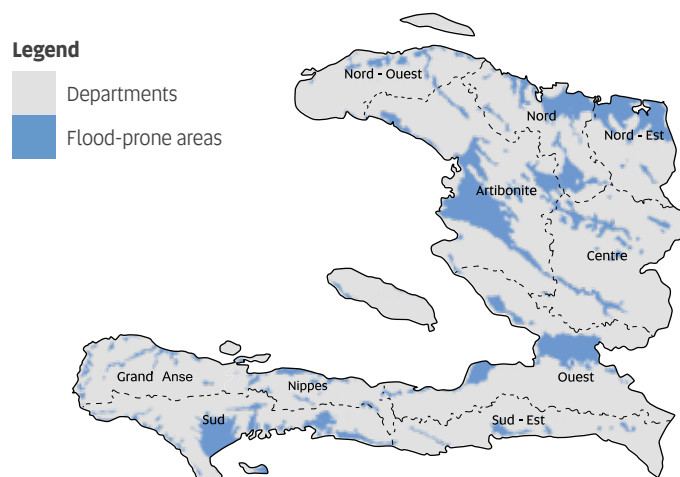 Legend
Departments
Flood-prone areas
Nord - Ouest
Nord
Nord - Est
Artibonite
Centre
Grand Anse
Nippes
Ouest
Sud
Sud - Est